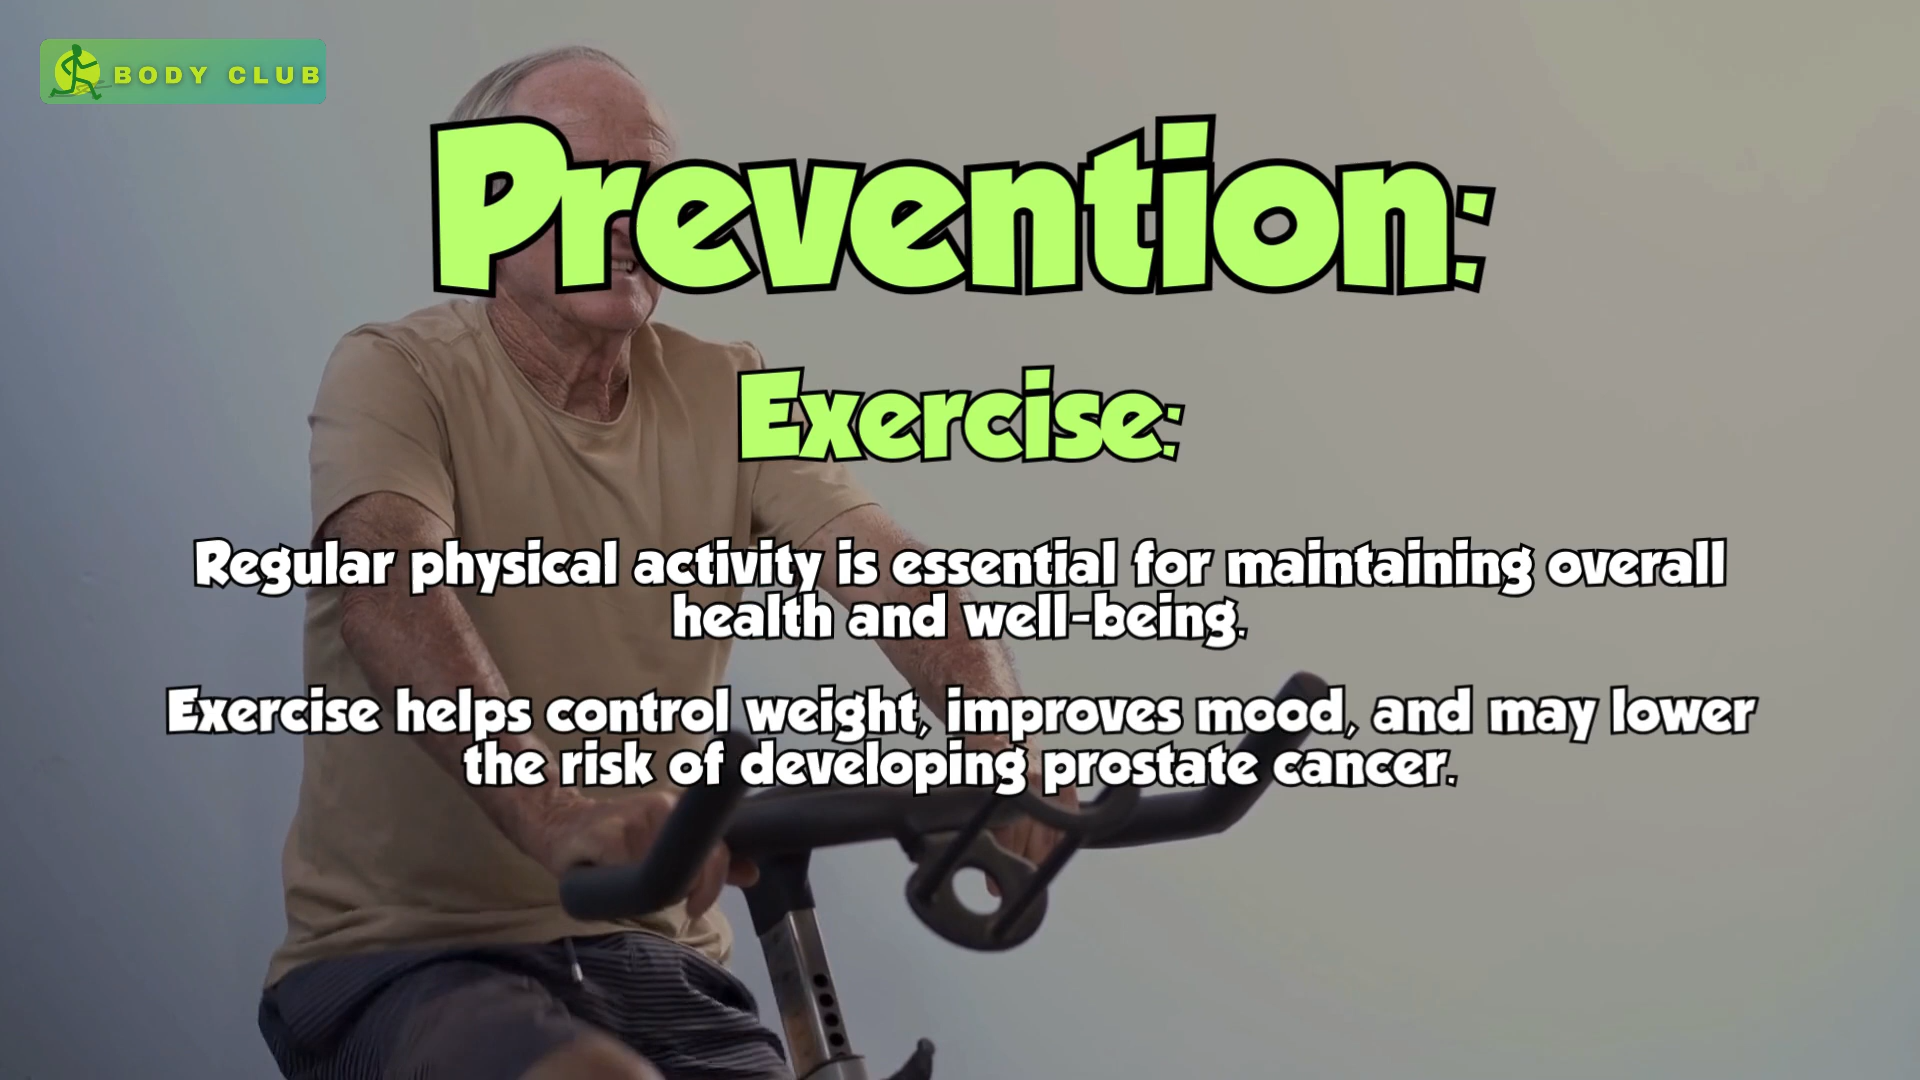 BODY CLUB
Prevention:
Exercise:
Regular physical activity is essential for maintaining overall
health and well-being.
Exercise helps control weight, improves mood, and may lower
the risk of developing prostate cancer.